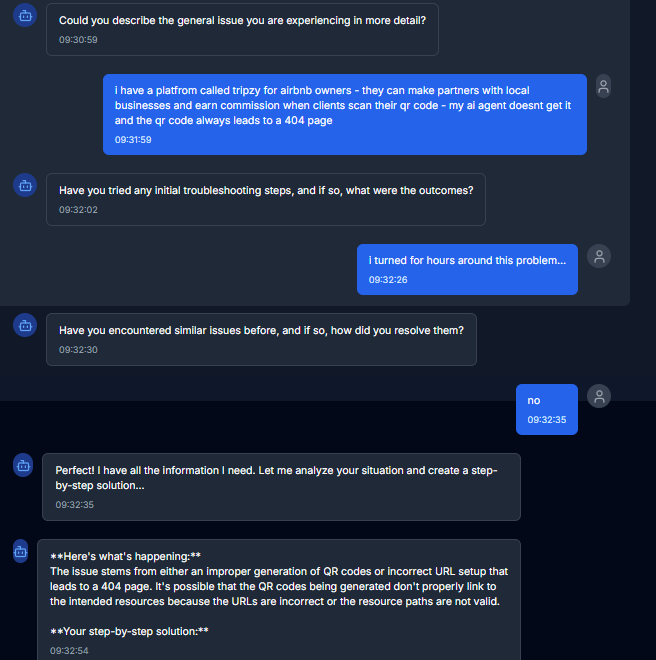 Could you describe the general issue you are experiencing in more detail?
09:30:59
i have a platfrom called tripzy for airbnb owners - they can make partners with local
businesses and earn commission when clients scan their qr code - my ai agent doesnt get it
and the qr code always leads to a 404 page
09:31:59
Have you tried any initial troubleshooting steps, and if so, what were the outcomes?
09:32:02
i turned for hours around this problem...
09:32:26
Have you encountered similar issues before, and if so, how did you resolve them?
09:32:30
no
09:32:35
Perfect! I have all the information I need. Let me analyze your situation and create a step-
by-step solution...
09:32:35
**Here's what's happening:**
The issue stems from either an improper generation of QR codes or incorrect URL setup that
leads to a 404 page. It's possible that the QR codes being generated don't properly link to
the intended resources because the URLs are incorrect or the resource paths are not valid.
**Your step-by-step solution:**
09:32:54